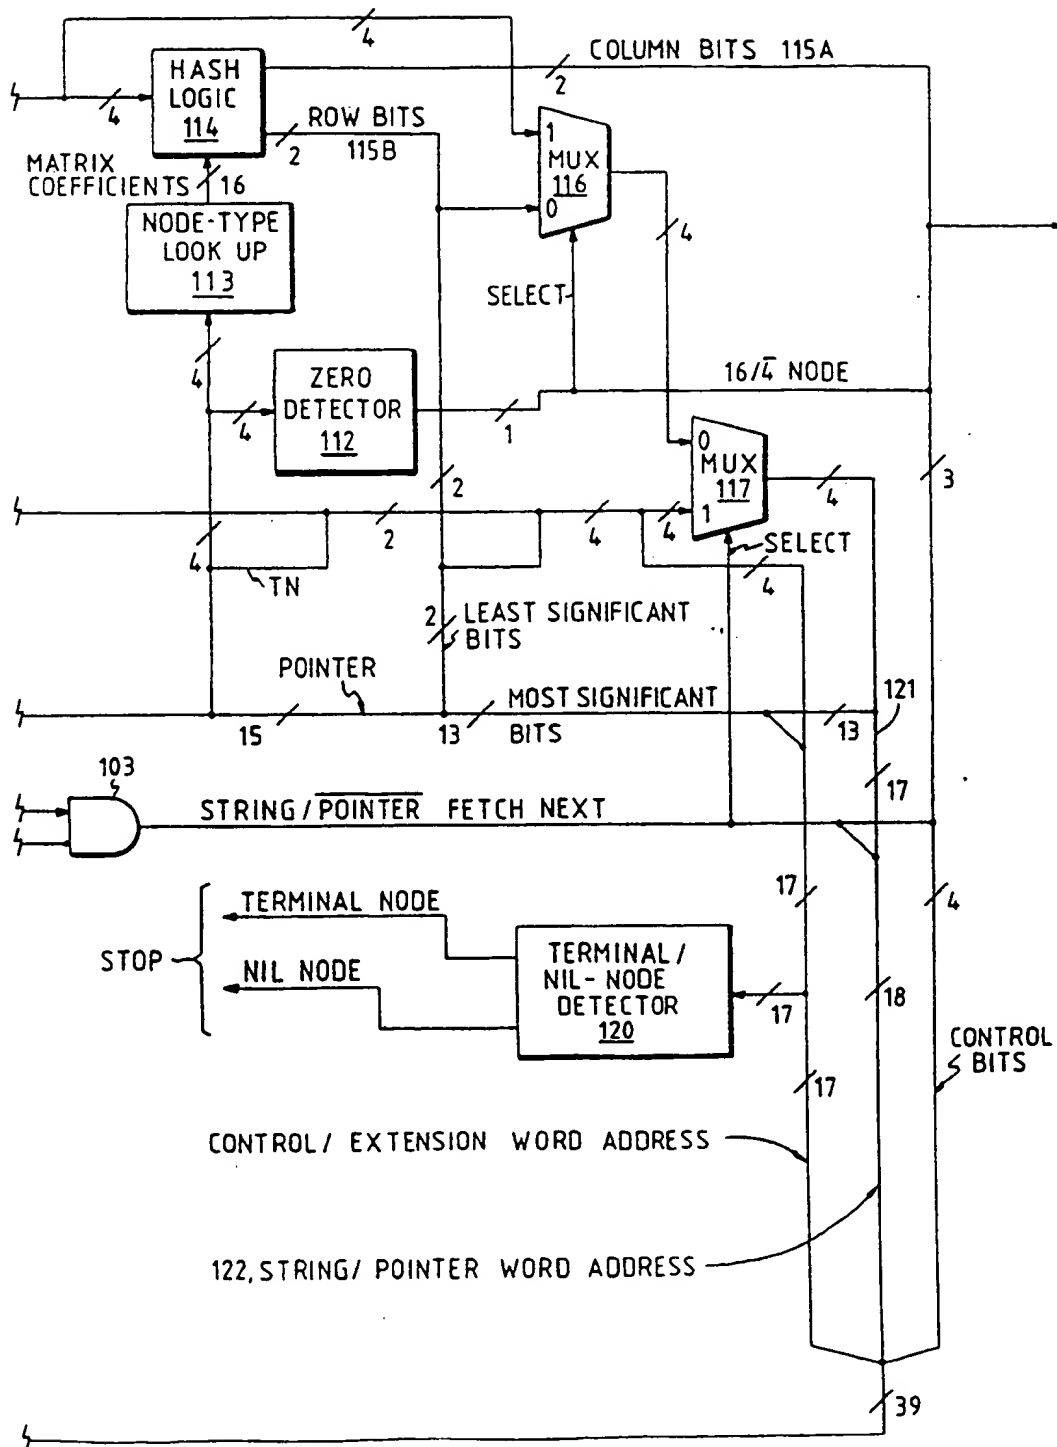 4
HASH
LOGIC
114
4
2
COLUMN BITS 115A
2
ROW BITS
115B
MATRIX
COEFFICIENTS
16
1
MUX
116
0
4
NODE-TYPE
LOOK UP
113
SELECT
4
ZERO
DETECTOR
112
4
1
16/4̅ NODE
2
0
MUX
117
1
4
3
2
4
4
SELECT
4
TN
4
2
LEAST SIGNIFICANT
BITS
POINTER
15
13
MOST SIGNIFICANT
BITS
13
121
17
103
STRING/P̅O̅I̅N̅T̅E̅R̅ FETCH NEXT
17
4
STOP
TERMINAL NODE
NIL NODE
TERMINAL/
NIL-NODE
DETECTOR
120
17
18
17
CONTROL
BITS
CONTROL/ EXTENSION WORD ADDRESS
122, STRING/ POINTER WORD ADDRESS
39